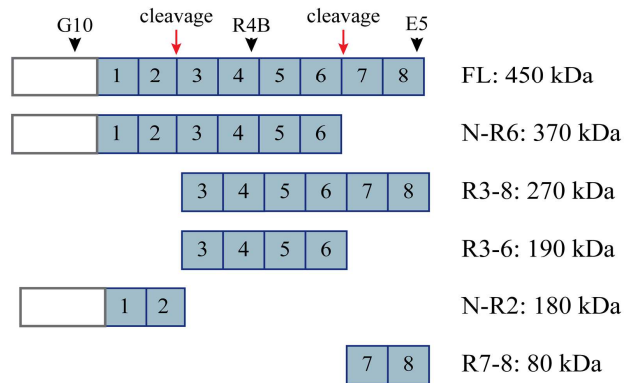 cleavage cleavage
G10 R4B E5
1 2 3 4 5 6 7 8 FL: 450 kDa
1 2 3 4 5 6 N-R6: 370 kDa
3 4 5 6 7 8 R3-8: 270 kDa
3 4 5 6 R3-6: 190 kDa
1 2 N-R2: 180 kDa
7 8 R7-8: 80 kDa